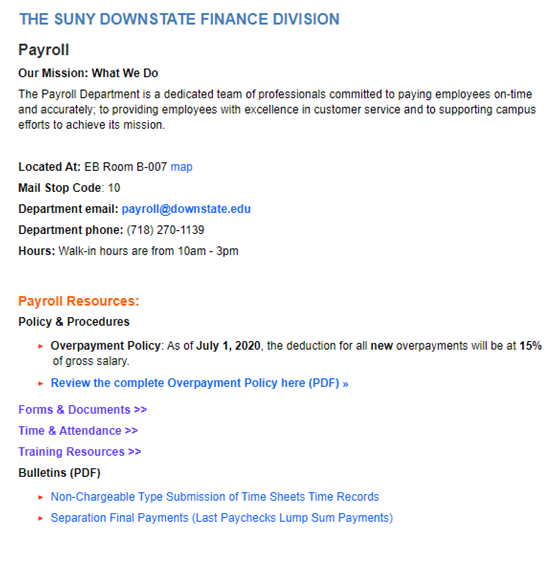 THE SUNY DOWNSTATE FINANCE DIVISION
Payroll
Our Mission: What We Do
The Payroll Department is a dedicated team of professionals committed to paying employees on-time
and accurately; to providing employees with excellence in customer service and to supporting campus
efforts to achieve its mission.
Located At: EB Room B-007 map
Mail Stop Code: 10
Department email: payroll@downstate.edu
Department phone: (718) 270-1139
Hours: Walk-in hours are from 10am - 3pm
Payroll Resources:
Policy & Procedures
Overpayment Policy: As of July 1, 2020, the deduction for all new overpayments will be at 15%
of gross salary.
Review the complete Overpayment Policy here (PDF) »
Forms & Documents >>
Time & Attendance >>
Training Resources >>
Bulletins (PDF)
Non-Chargeable Type Submission of Time Sheets Time Records
Separation Final Payments (Last Paychecks Lump Sum Payments)